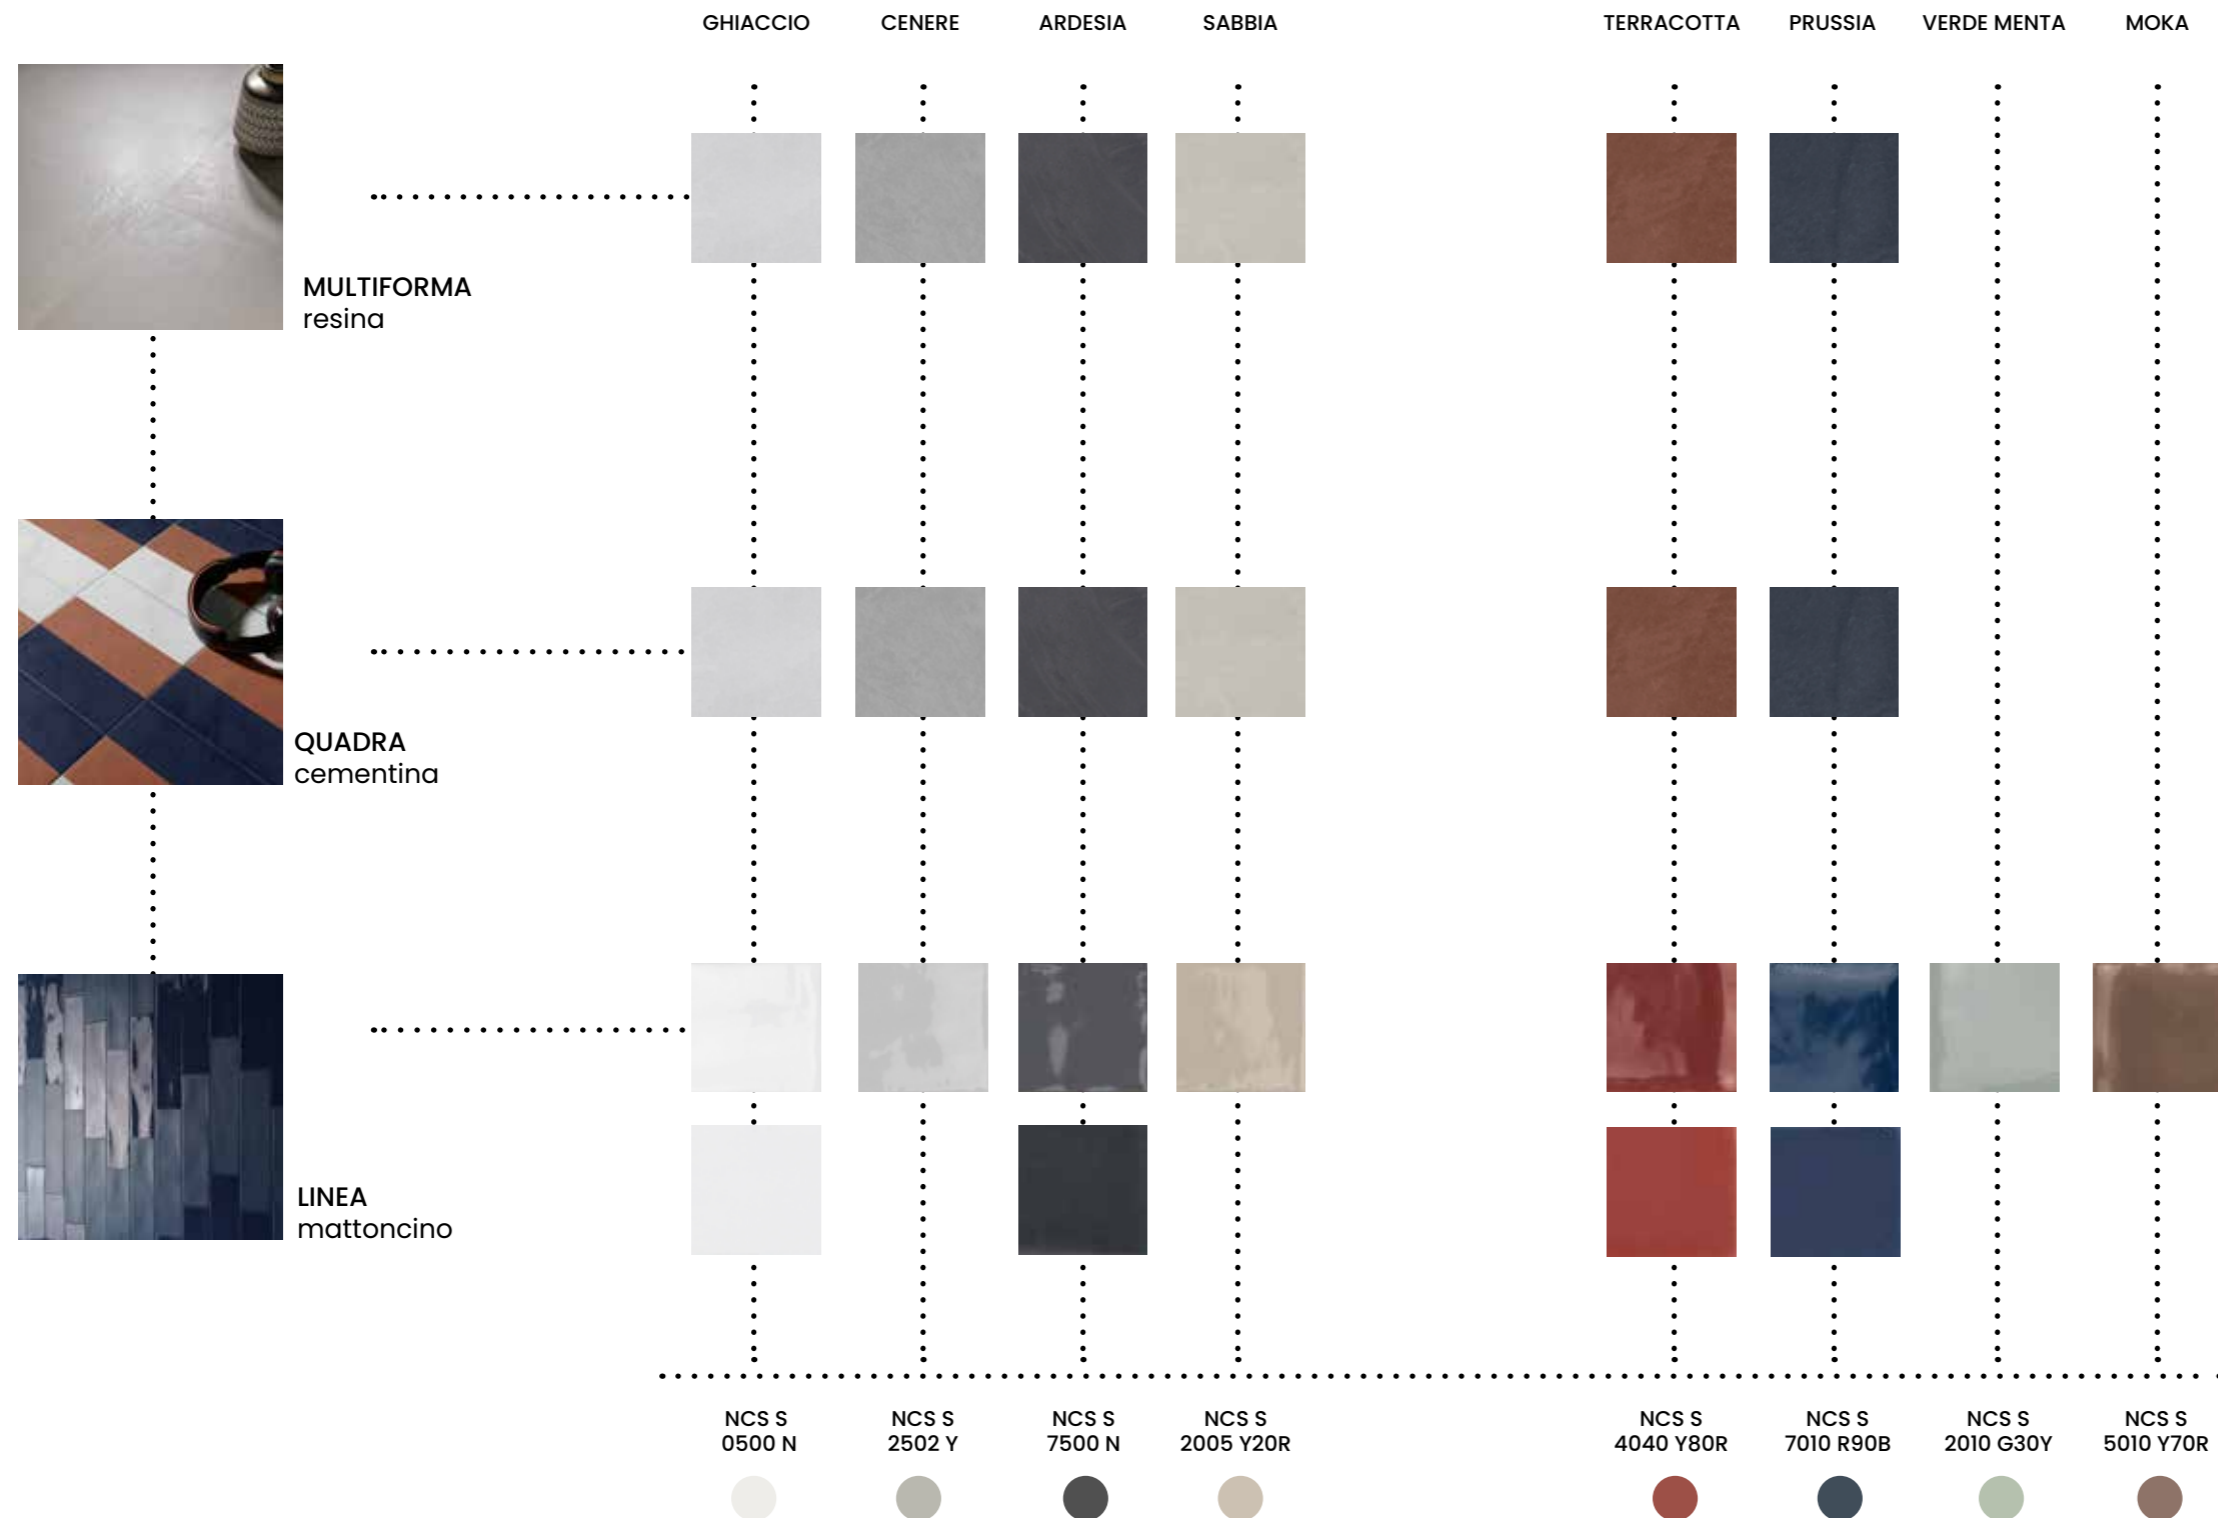 GHIACCIO CENERE ARDESIA SABBIA TERRACOTTA PRUSSIA VERDE MENTA MOKA
MULTIFORMA
resina
QUADRA
cementina
LINEA
mattoncino
NCS S
0500 N
NCS S
2502 Y
NCS S
7500 N
NCS S
2005 Y20R
NCS S
4040 Y80R
NCS S
7010 R90B
NCS S
2010 G30Y
NCS S
5010 Y70R